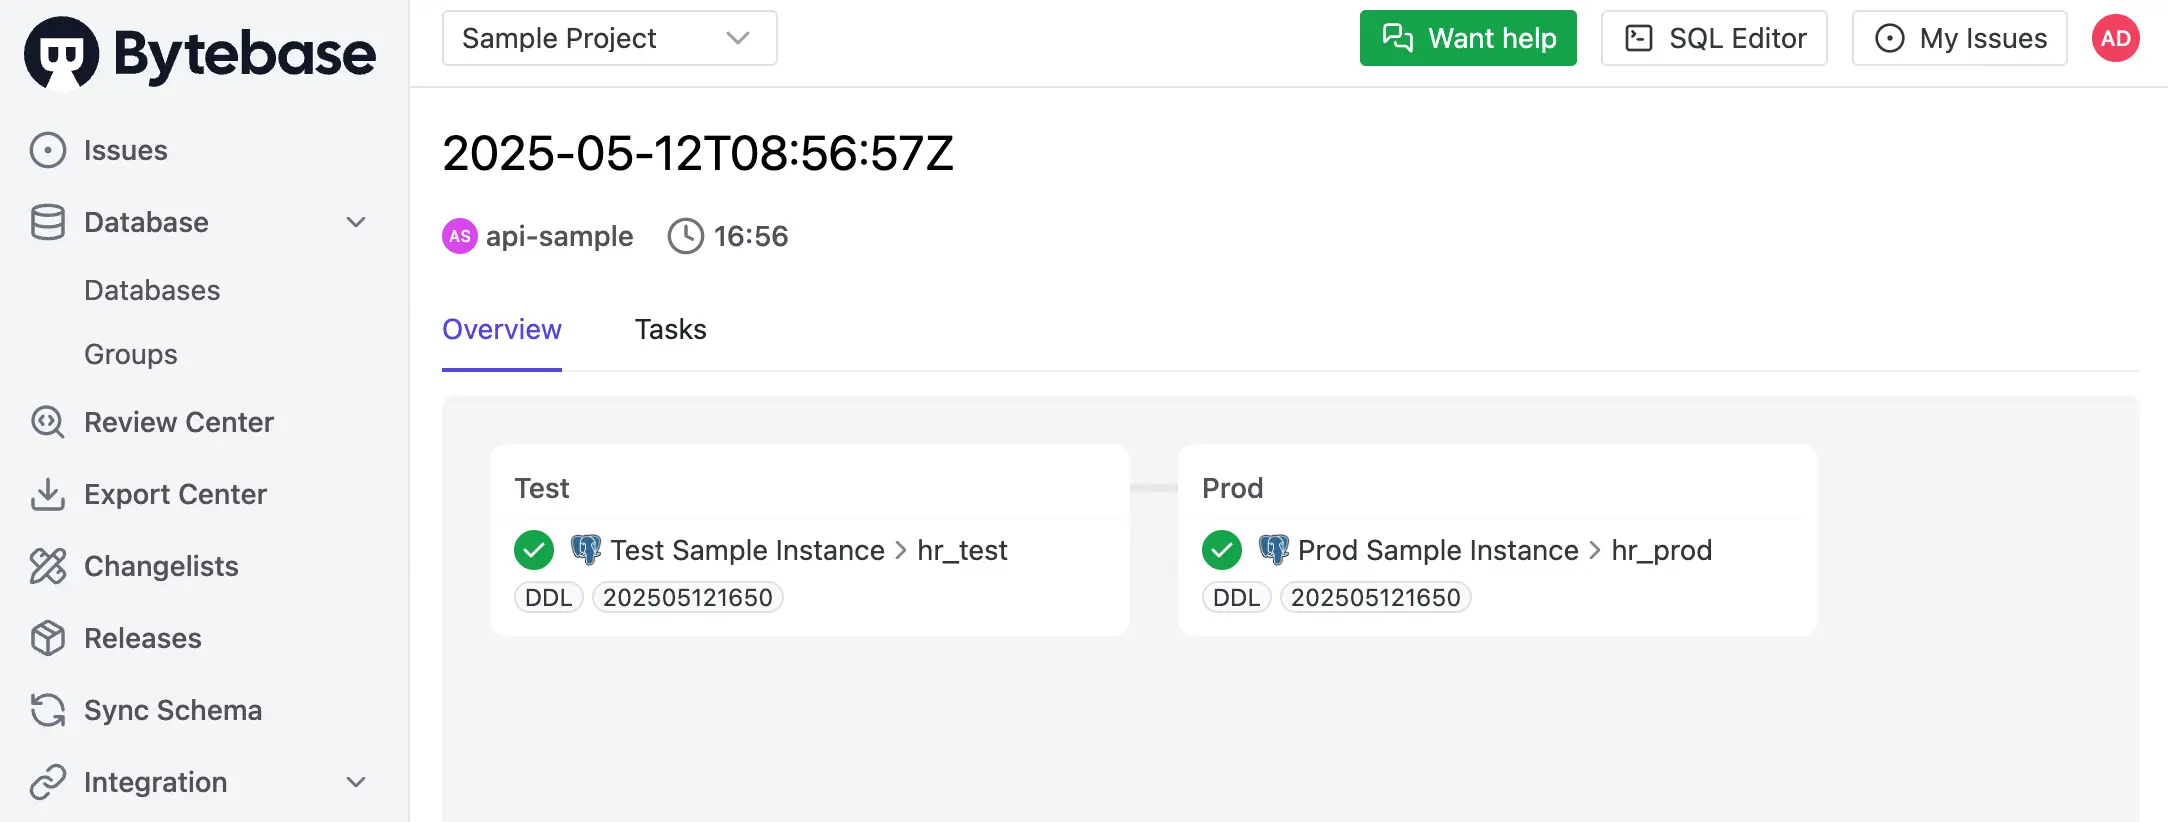 Bytebase
Issues
Database
Databases
Groups
Review Center
Export Center
Changelists
Releases
Sync Schema
Integration
Sample Project
Want help
SQL Editor
My Issues
AD
2025-05-12T08:56:57Z
AS api-sample 16:56
Overview Tasks
Test
Test Sample Instance > hr_test
DDL 202505121650
Prod
Prod Sample Instance > hr_prod
DDL 202505121650